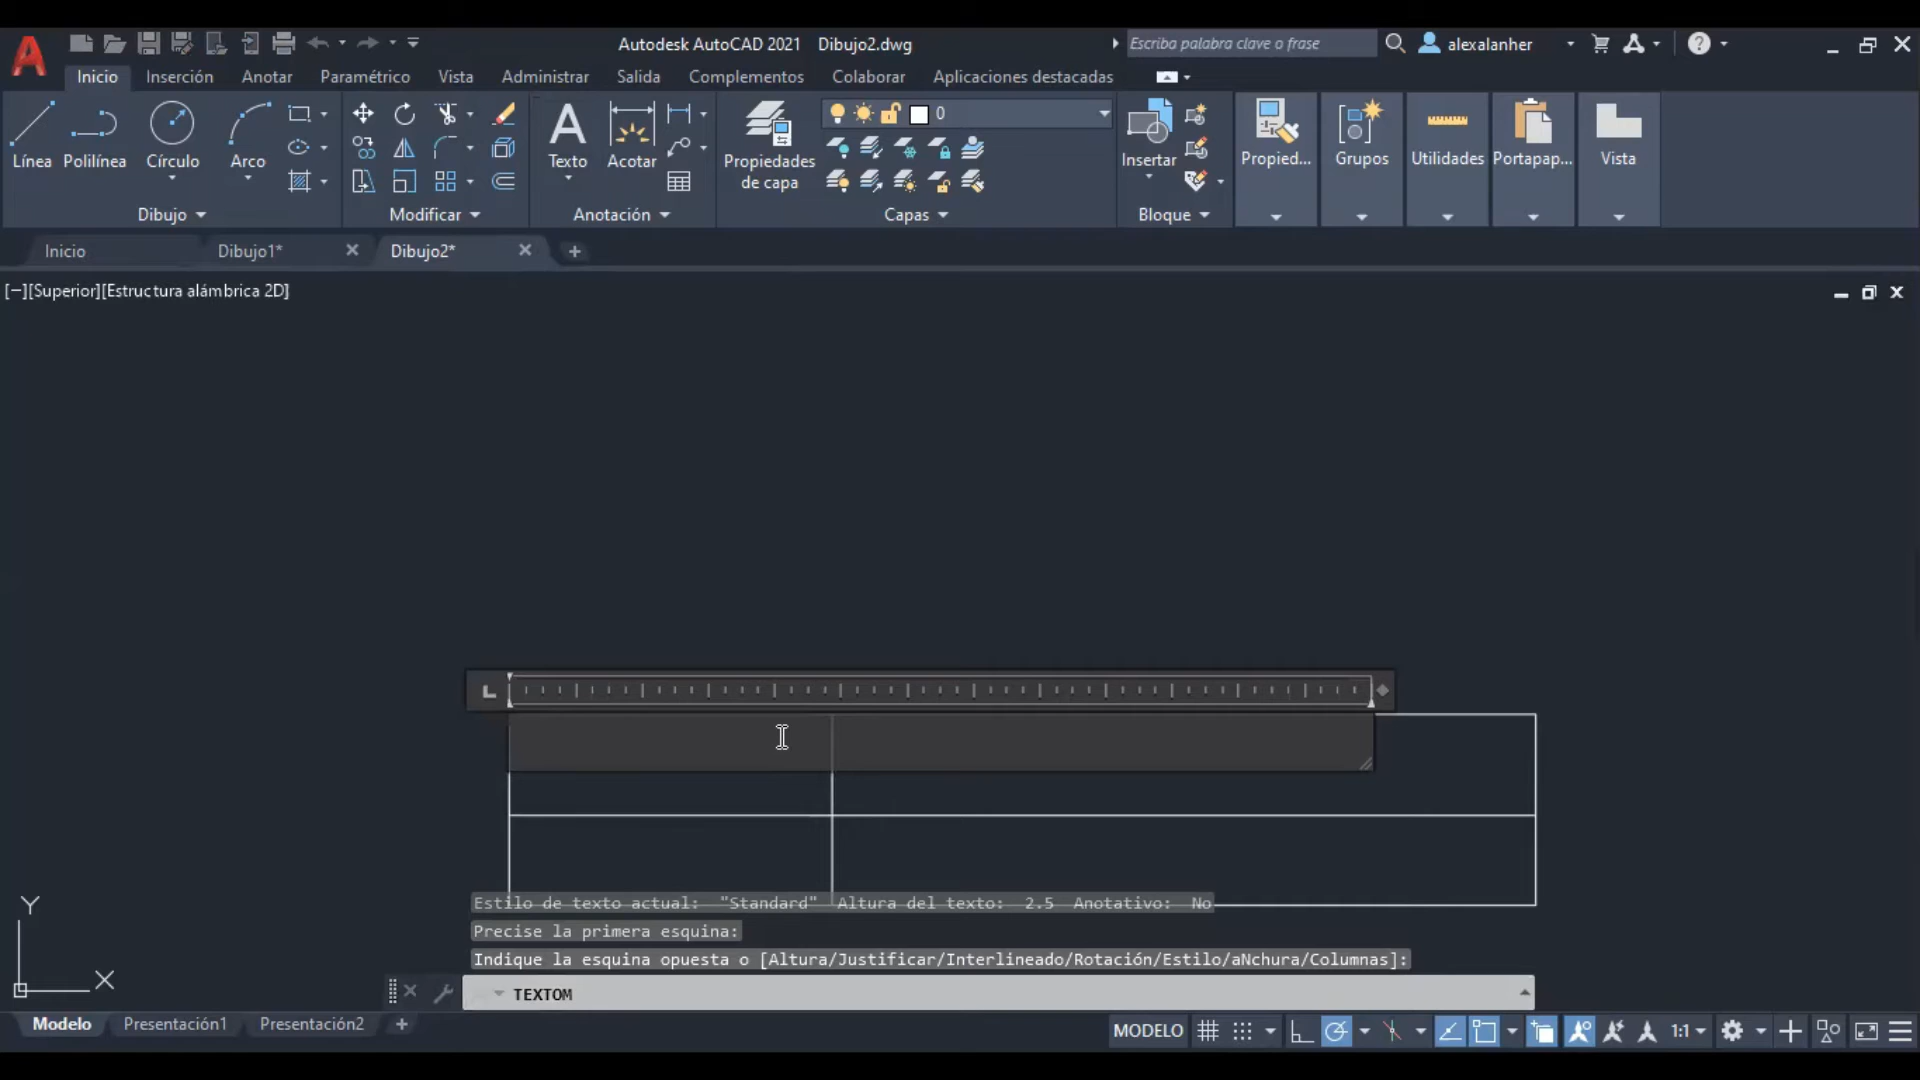 Autodesk AutoCAD 2021 Dibujo2.dwg
Escriba palabra clave o frase
alexalanher
Inicio Inserción Anotar Paramétrico Vista Administrar Salida Complementos Colaborar Aplicaciones destacadas
0
Línea Polilínea Círculo Arco
Texto Acotar
Propiedades de capa
Insertar
Propied... Grupos Utilidades Portapap... Vista
Dibujo Modificar Anotación Capas Bloque
Inicio Dibujo1* Dibujo2*
[−][Superior][Estructura alámbrica 2D]
Y
X
Estilo de texto actual: "Standard" Altura del texto: 2.5 Anotativo: No
Precise la primera esquina:
Indique la esquina opuesta o [Altura/Justificar/Interlineado/Rotación/Estilo/aNchura/Columnas]:
TEXTOM
Modelo Presentación1 Presentación2
MODELO 1:1